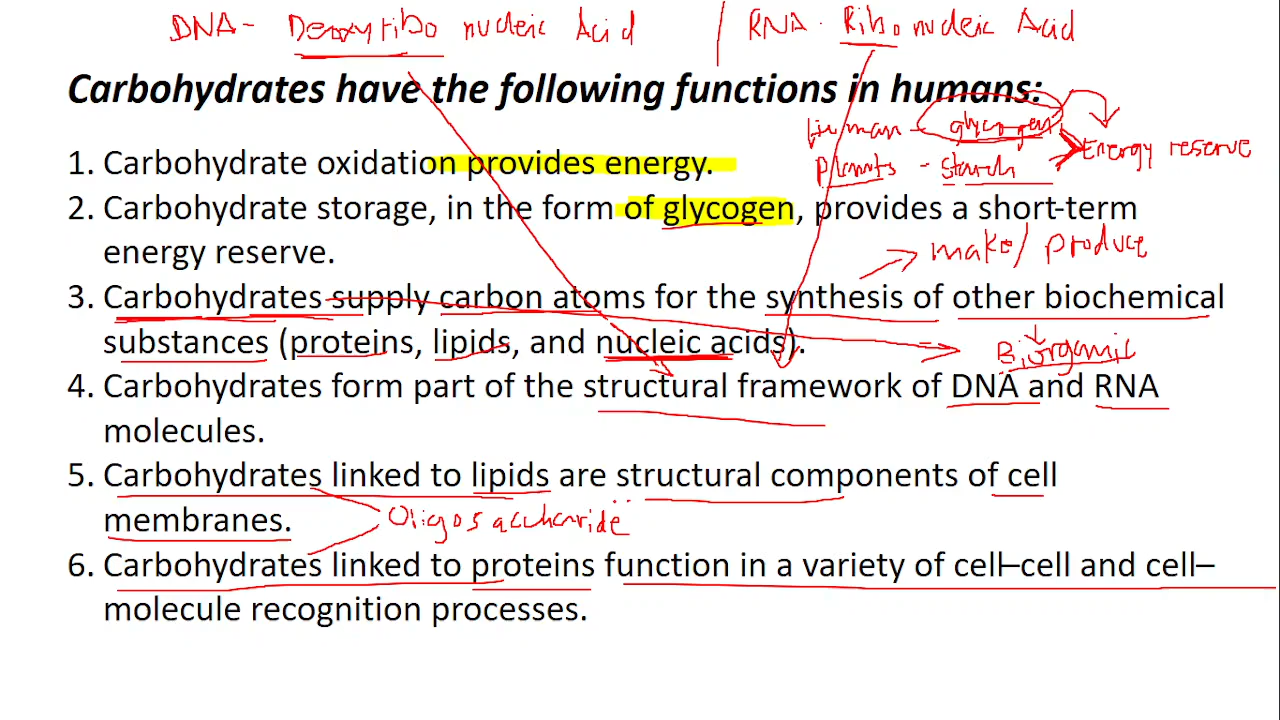 DNA - Deoxyribo nucleic Acid | RNA - Ribo nucleic Acid
Carbohydrates have the following functions in humans:
Human - glycogen
Energy reserve
plants - starch
1. Carbohydrate oxidation provides energy.
2. Carbohydrate storage, in the form of glycogen, provides a short-term
energy reserve.
make/ produce
3. Carbohydrates supply carbon atoms for the synthesis of other biochemical
substances (proteins, lipids, and nucleic acids).
Biorganic
4. Carbohydrates form part of the structural framework of DNA and RNA
molecules.
5. Carbohydrates linked to lipids are structural components of cell
membranes.
Oligosaccharide
6. Carbohydrates linked to proteins function in a variety of cell–cell and cell–
molecule recognition processes.